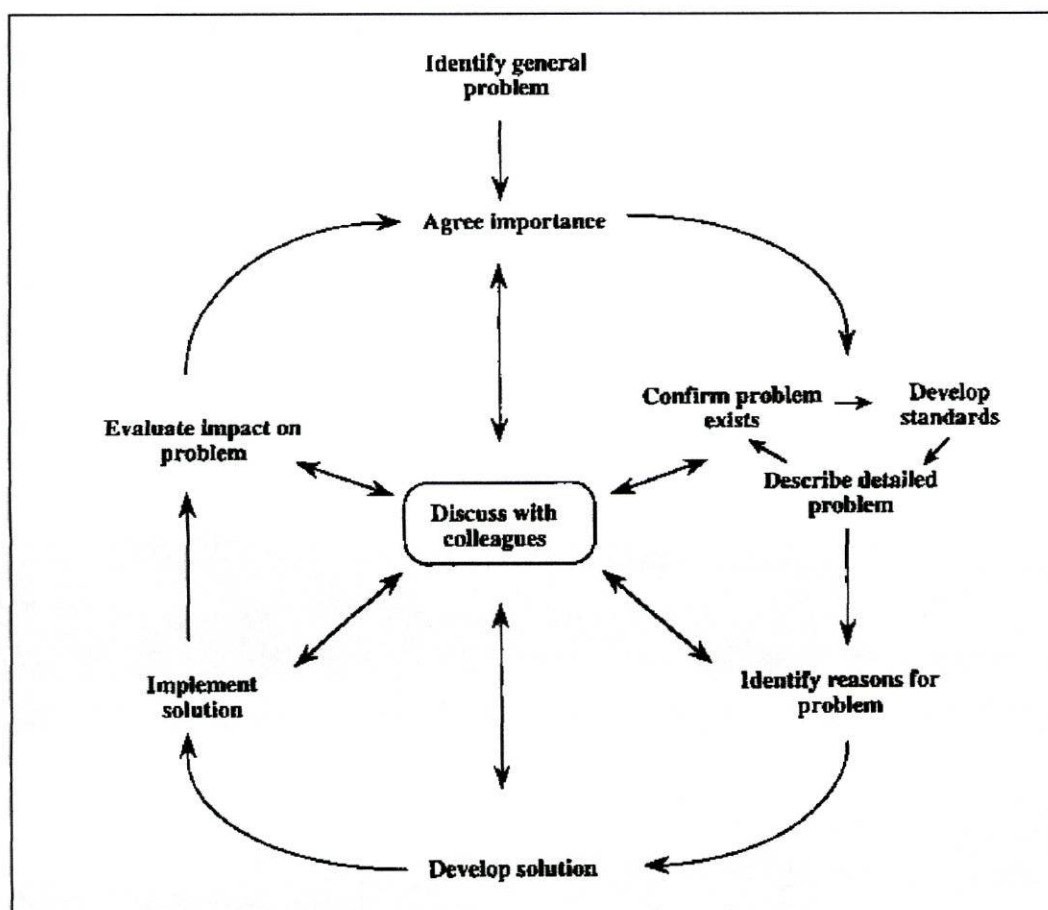 Identify general
problem
Agree importance
Confirm problem
exists
Develop
standards
Evaluate impact on
problem
Describe detailed
problem
Discuss with
colleagues
Implement
solution
Identify reasons for
problem
Develop solution